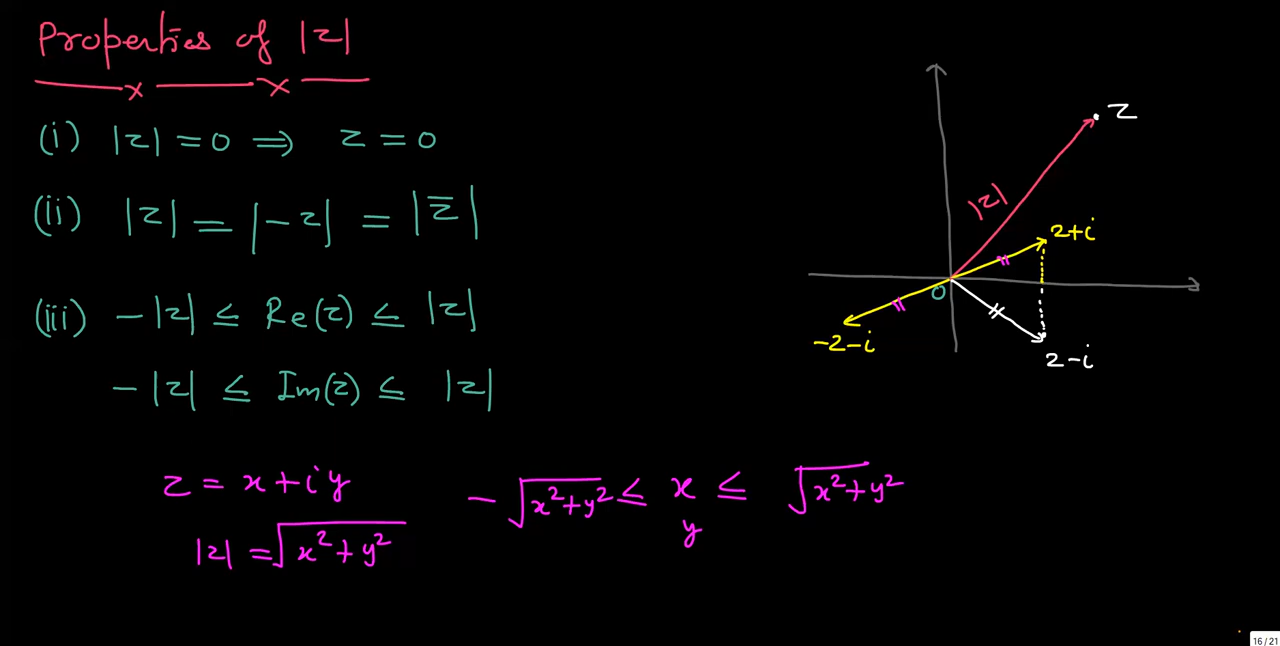 Properties of |z|
(i) |z| = 0 ⟹ z = 0
(ii) |z| = |-z| = |z̅|
(iii) -|z| ≤ Re(z) ≤ |z|
-|z| ≤ Im(z) ≤ |z|
z = x + iy
|z| = √(x² + y²)
-√(x² + y²) ≤ x ≤ √(x² + y²)
y
z
|z|
2+i
0
-2-i
2-i
16 / 21